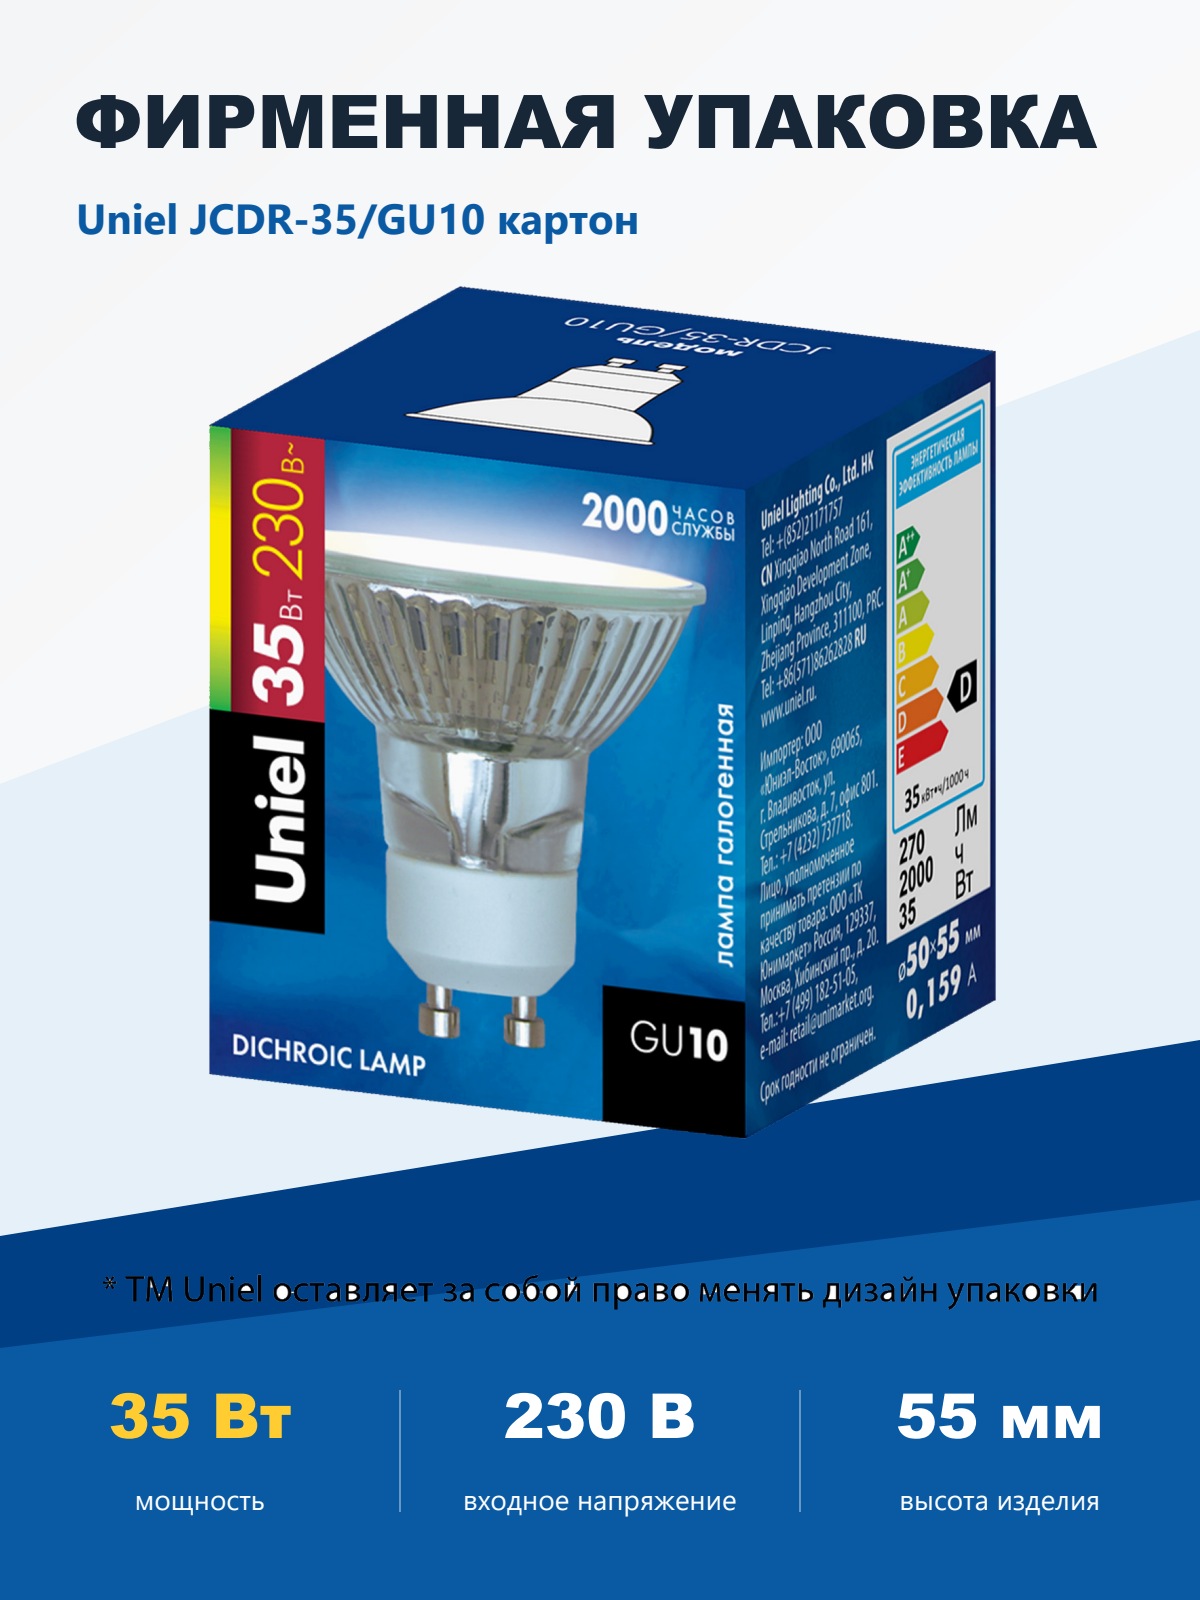 ФИРМЕННАЯ УПАКОВКА
Uniel JCDR-35/GU10 картон
модель
JCDR-35/GU10
35Вт 230В~
Uniel
2000 ЧАСОВ
СЛУЖБЫ
лампа галогенная
DICHROIC LAMP
GU10
Uniel Lighting Co., Ltd. HK
Tel: +(852)21171757
CN Xingqiao North Road 161,
Xingqiao Development Zone,
Linping, Hangzhou City,
Zhejiang Province, 311100, PRC.
Tel: +86(571)86262828 RU
www.uniel.ru.
Импортер: ООО
«Юниэл-Восток», 690065,
г. Владивосток, ул.
Стрельникова, д. 7, офис 801.
Тел.: +7 (4232) 737718.
Лицо, уполномоченное
принимать претензии по
качеству товара: ООО «ТК
Юнимаркет» Россия, 129337,
Москва, Хибинский пр., д. 20.
Тел.:+7 (499) 182-51-05,
e-mail: retail@unimarket.org.
Срок годности не ограничен.
ЭНЕРГЕТИЧЕСКАЯ
ЭФФЕКТИВНОСТЬ ЛАМПЫ
A++
A+
A
B
C
D
D
E
35 кВт•ч/1000 ч
270 Лм
2000 ч
35 Вт
ø50×55 мм
0,159 А
* ТМ Uniel оставляет за собой право менять дизайн упаковки
35 Вт
мощность
230 В
входное напряжение
55 мм
высота изделия